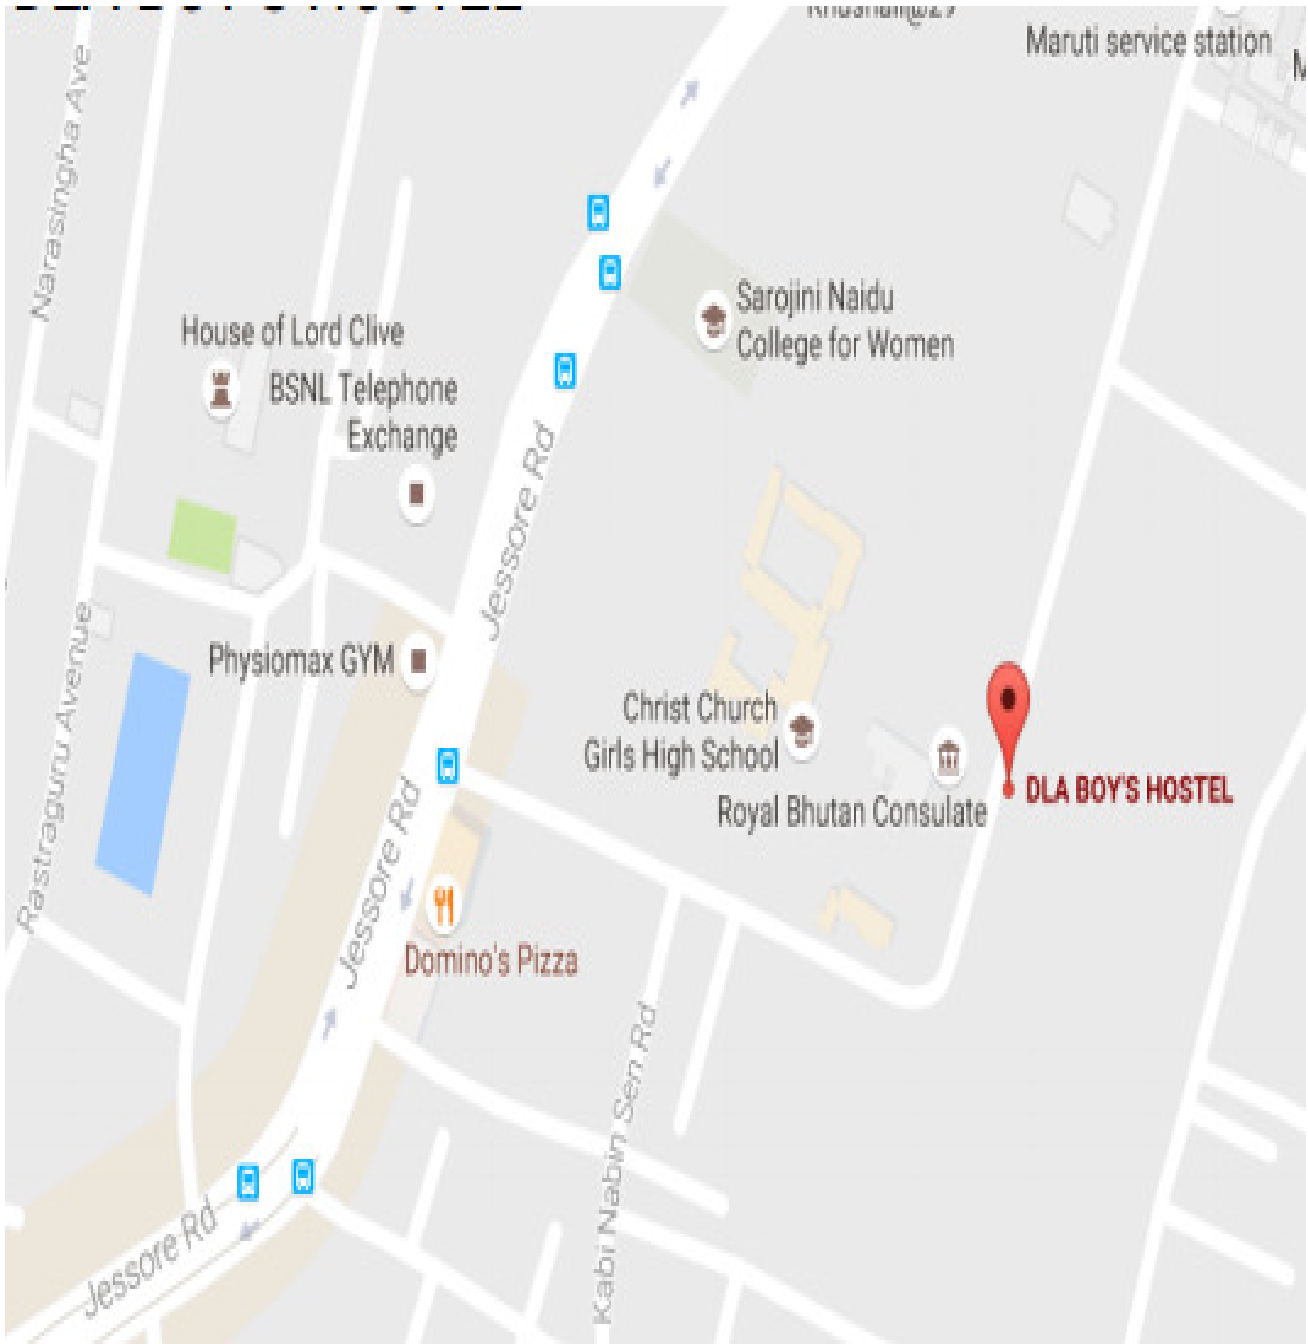 Maruti service station
Narasingha Ave
Sarojini Naidu
College for Women
House of Lord Clive
BSNL Telephone
Exchange
Jessore Rd
Physiomax GYM
Rastraguru Avenue
Christ Church
Girls High School
Royal Bhutan Consulate
DLA BOY'S HOSTEL
Jessore Rd
Domino's Pizza
Kabi Nabin Sen Rd
Jessore Rd